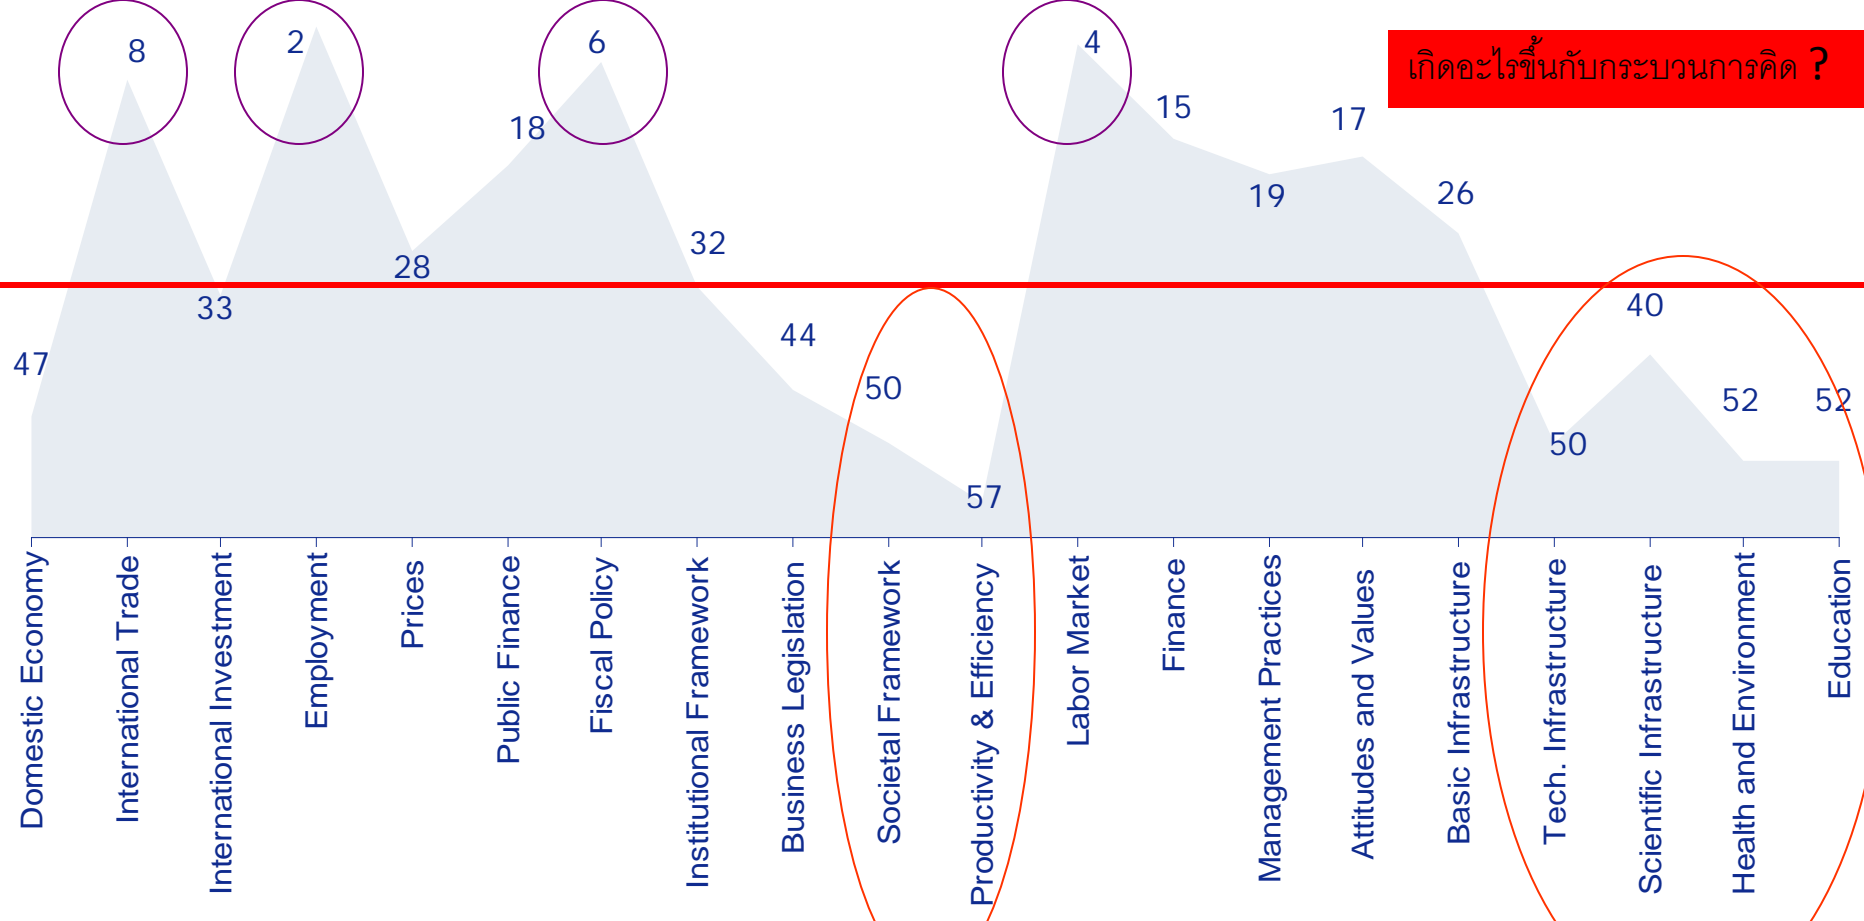 เกิดอะไรขึ้นกับกระบวนการคิด ?
8
2
6
4
18
15
17
28
32
19
26
33
44
40
47
50
52
52
57
50
Domestic Economy
International Trade
International Investment
Employment
Prices
Public Finance
Fiscal Policy
Institutional Framework
Business Legislation
Societal Framework
Productivity & Efficiency
Labor Market
Finance
Management Practices
Attitudes and Values
Basic Infrastructure
Tech. Infrastructure
Scientific Infrastructure
Health and Environment
Education